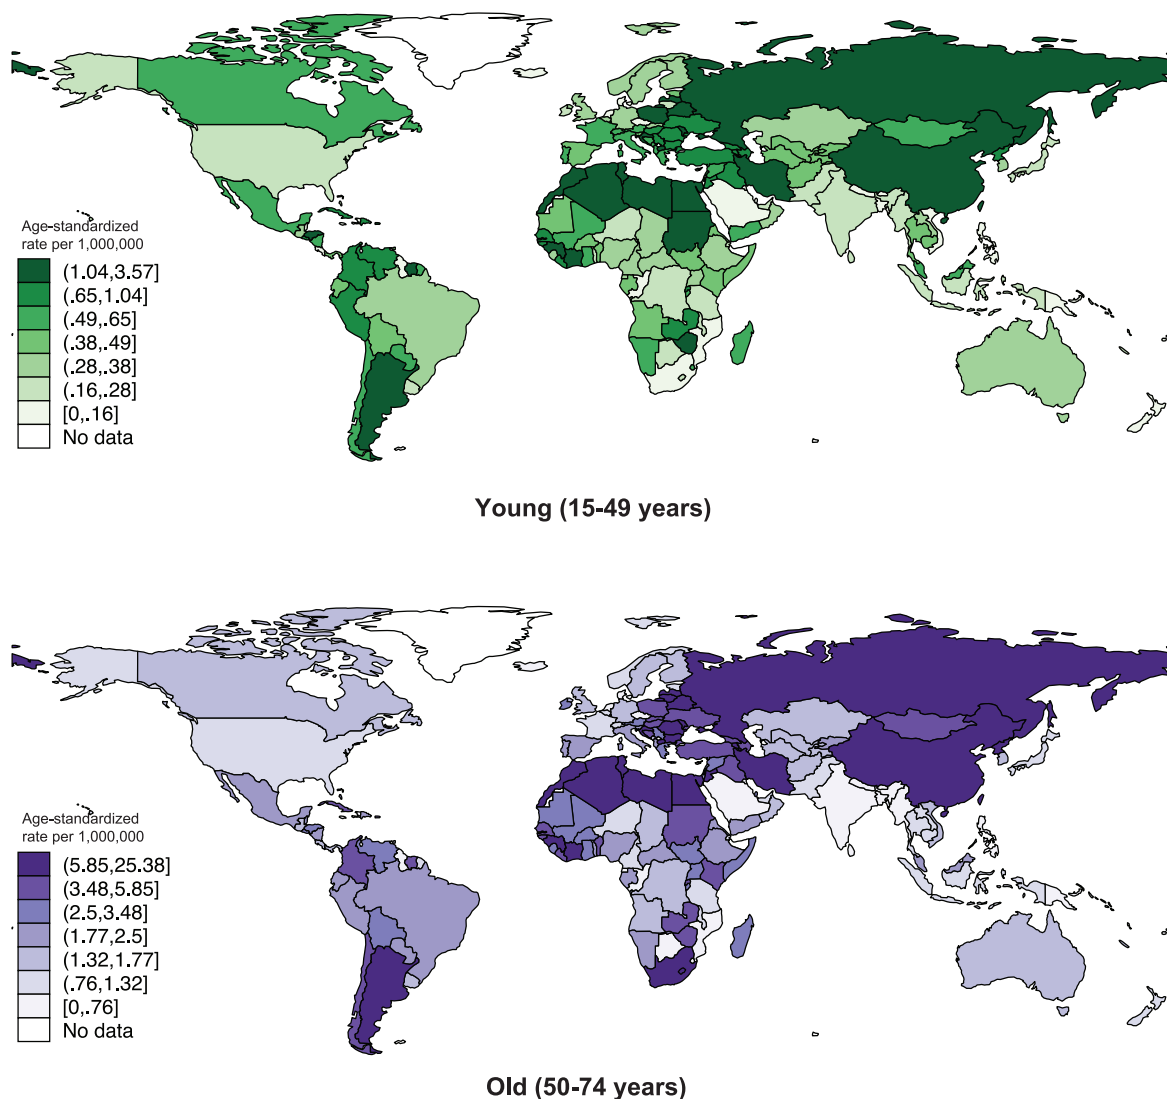 Age-standardized
rate per 1,000,000
(1.04,3.57]
(.65,1.04]
(.49,.65]
(.38,.49]
(.28,.38]
(.16,.28]
[0,.16]
No data
Young (15-49 years)
Age-standardized
rate per 1,000,000
(5.85,25.38]
(3.48,5.85]
(2.5,3.48]
(1.77,2.5]
(1.32,1.77]
(.76,1.32]
[0,.76]
No data
Old (50-74 years)